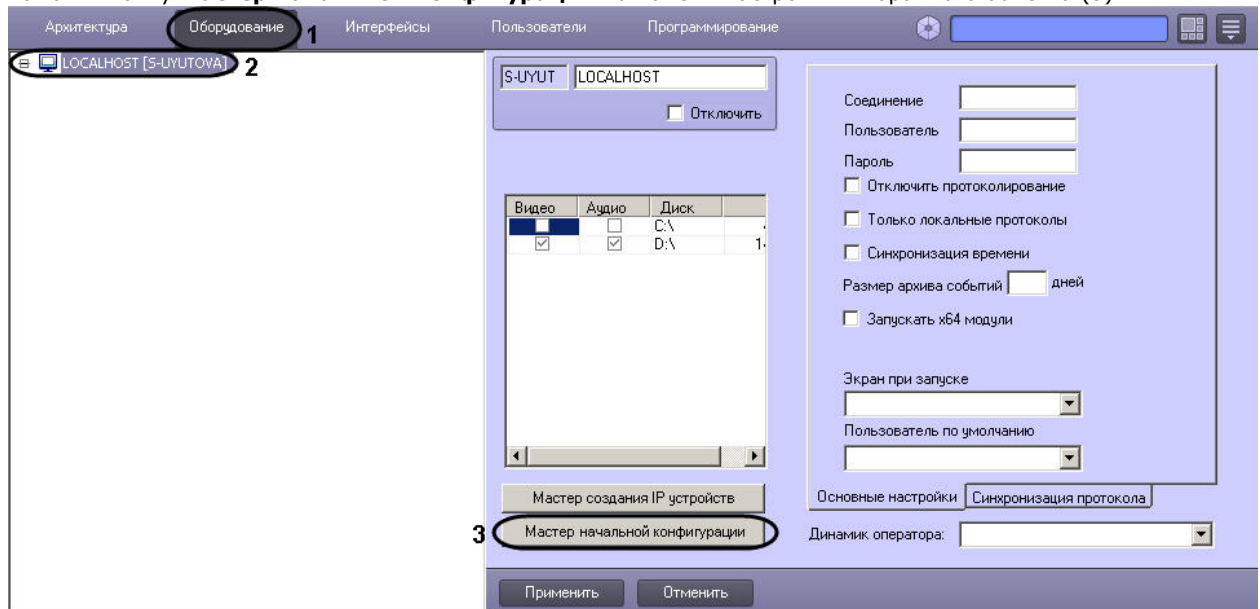 Архитектура Оборудование 1 Интерфейсы Пользователи Программирование
LOCALHOST [S-UYUTOVA] 2
S-UYUT LOCALHOST
Отключить
Соединение
Пользователь
Пароль
Отключить протоколирование
Только локальные протоколы
Синхронизация времени
Размер архива событий дней
Запускать x64 модули
Экран при запуске
Пользователь по умолчанию
Основные настройки Синхронизация протокола
Видео Аудио Диск
C:\
D:\
Мастер создания IP устройств
3 Мастер начальной конфигурации
Динамик оператора:
Применить Отменить